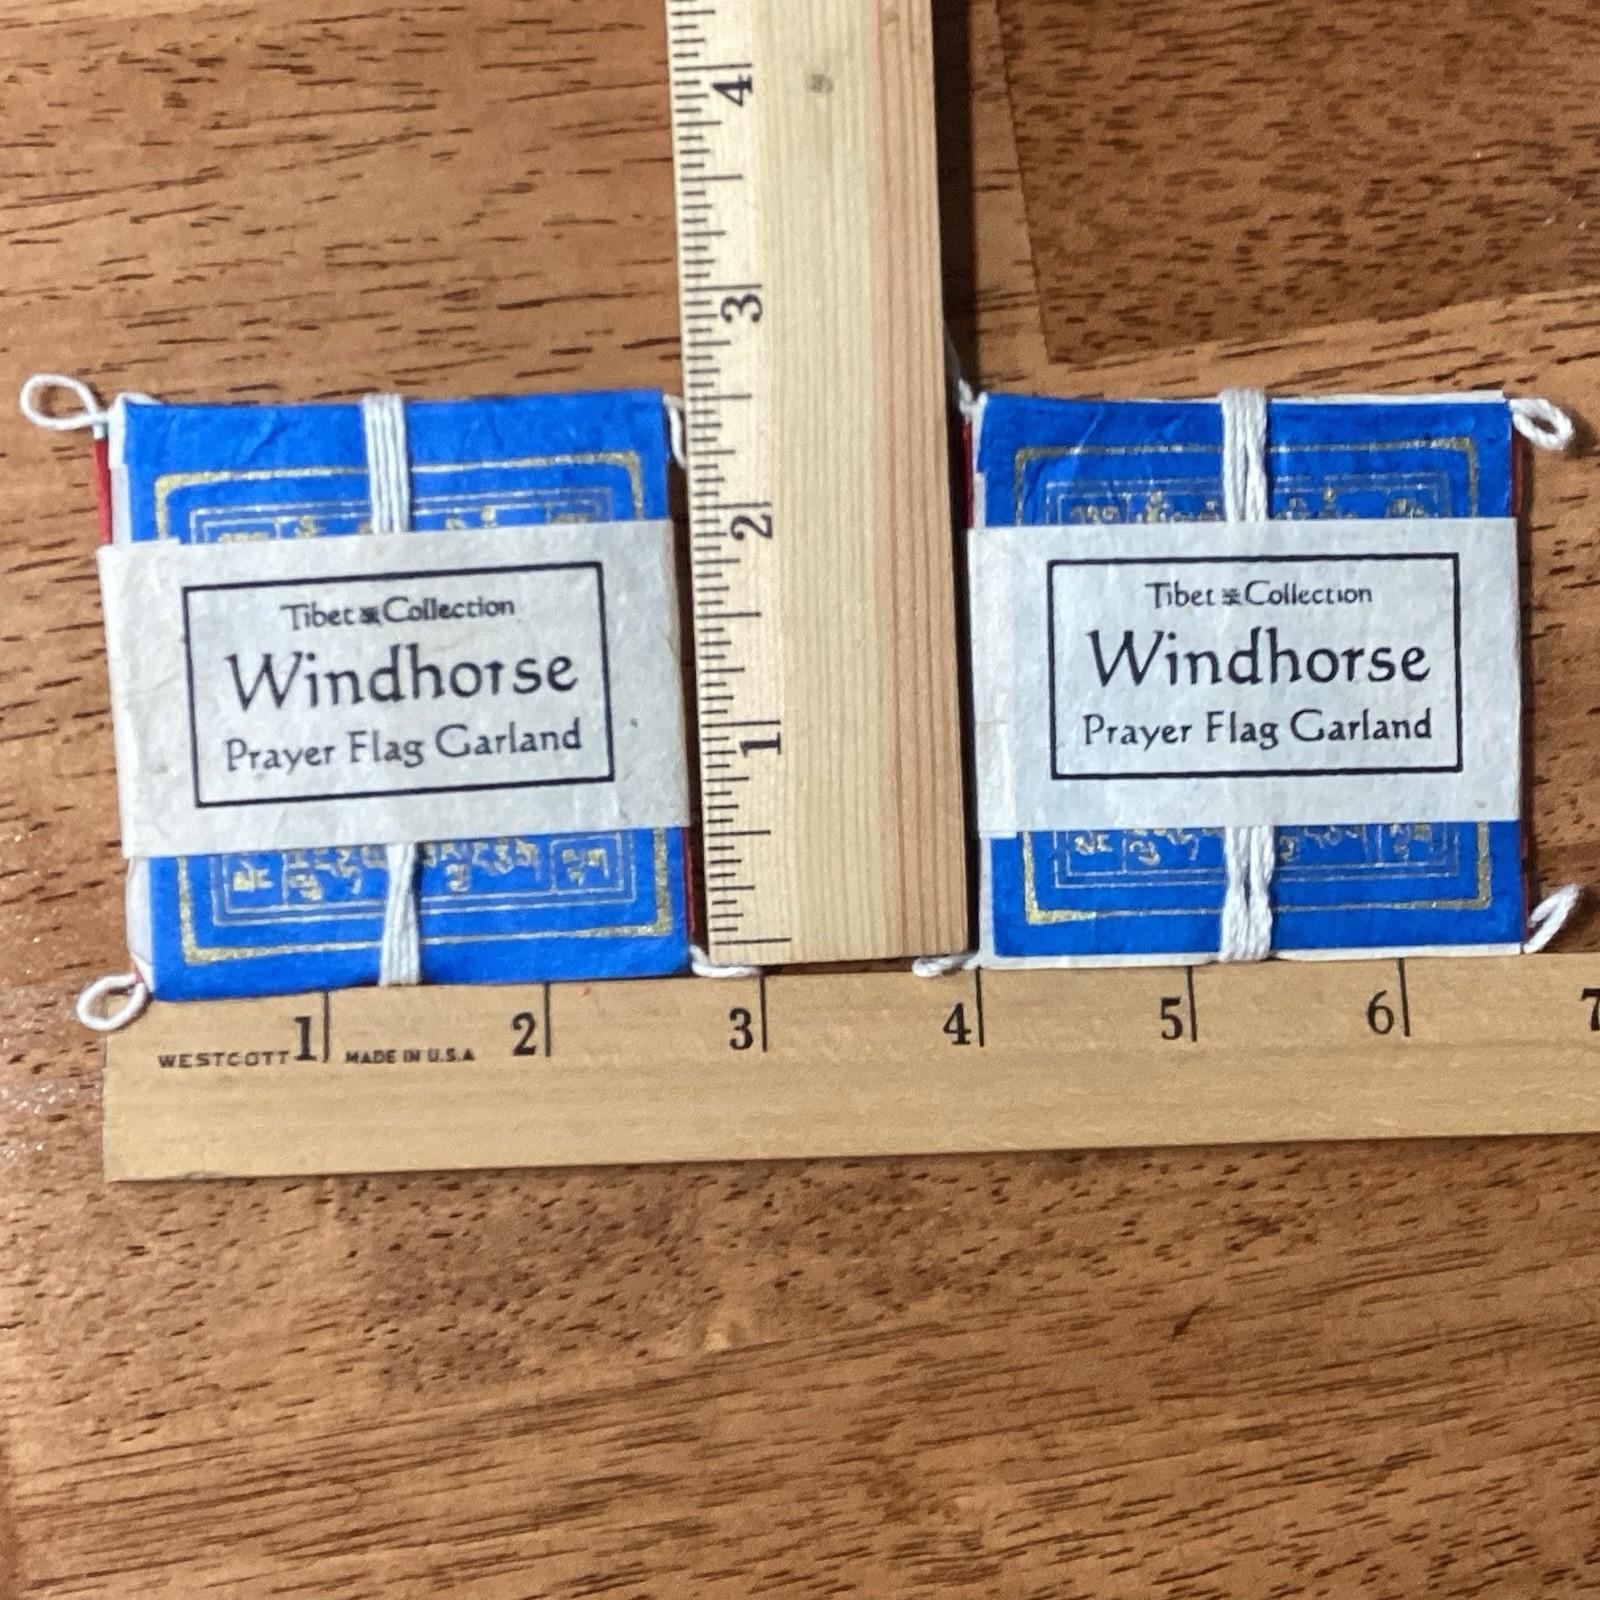 4
3
2
1
Tibet Collection
Windhorse
Prayer Flag Garland
Tibet Collection
Windhorse
Prayer Flag Garland
1 2 3 4 5 6 7
WESTCOTT MADE IN U.S.A